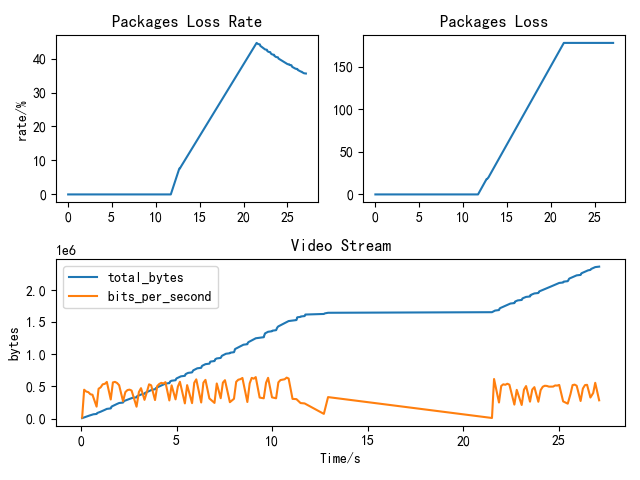 Packages Loss Rate
rate/%
40
30
20
10
0
0 5 10 15 20 25
Packages Loss
150
100
50
0
0 5 10 15 20 25
Video Stream
1e6
bytes
2.0
1.5
1.0
0.5
0.0
total_bytes
bits_per_second
0 5 10 15 20 25
Time/s